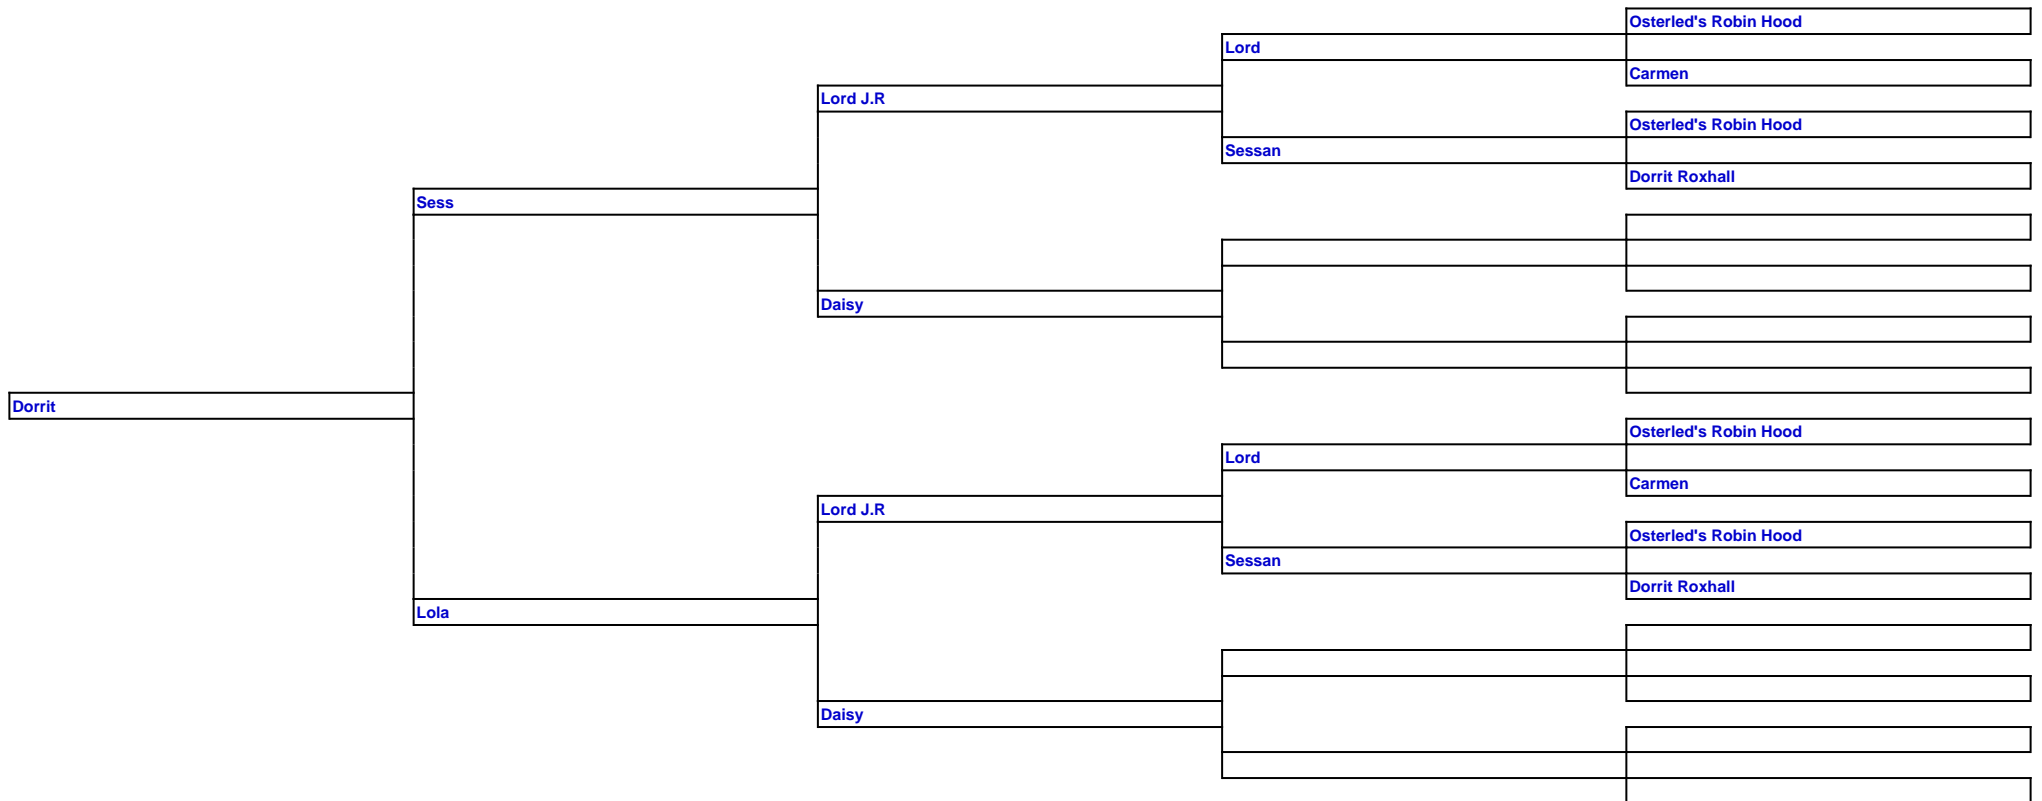 Osterled's Robin Hood
Lord
Carmen
Lord J.R
Osterled's Robin Hood
Sessan
Dorrit Roxhall
Sess
Daisy
Dorrit
Osterled's Robin Hood
Lord
Carmen
Lord J.R
Osterled's Robin Hood
Sessan
Dorrit Roxhall
Lola
Daisy